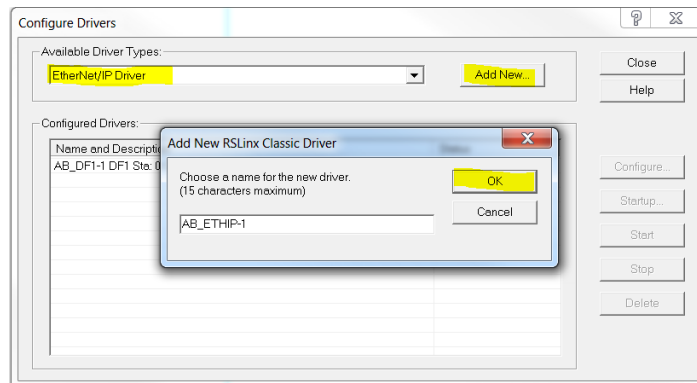 Configure Drivers
Available Driver Types:
EtherNet/IP Driver
Add New...
Close
Help
Configured Drivers:
Name and Descripti
Status
AB_DF1-1 DF1 Sta: 0
Add New RSLinx Classic Driver
Choose a name for the new driver.
(15 characters maximum)
OK
Cancel
AB_ETHIP-1
Configure...
Startup...
Start
Stop
Delete